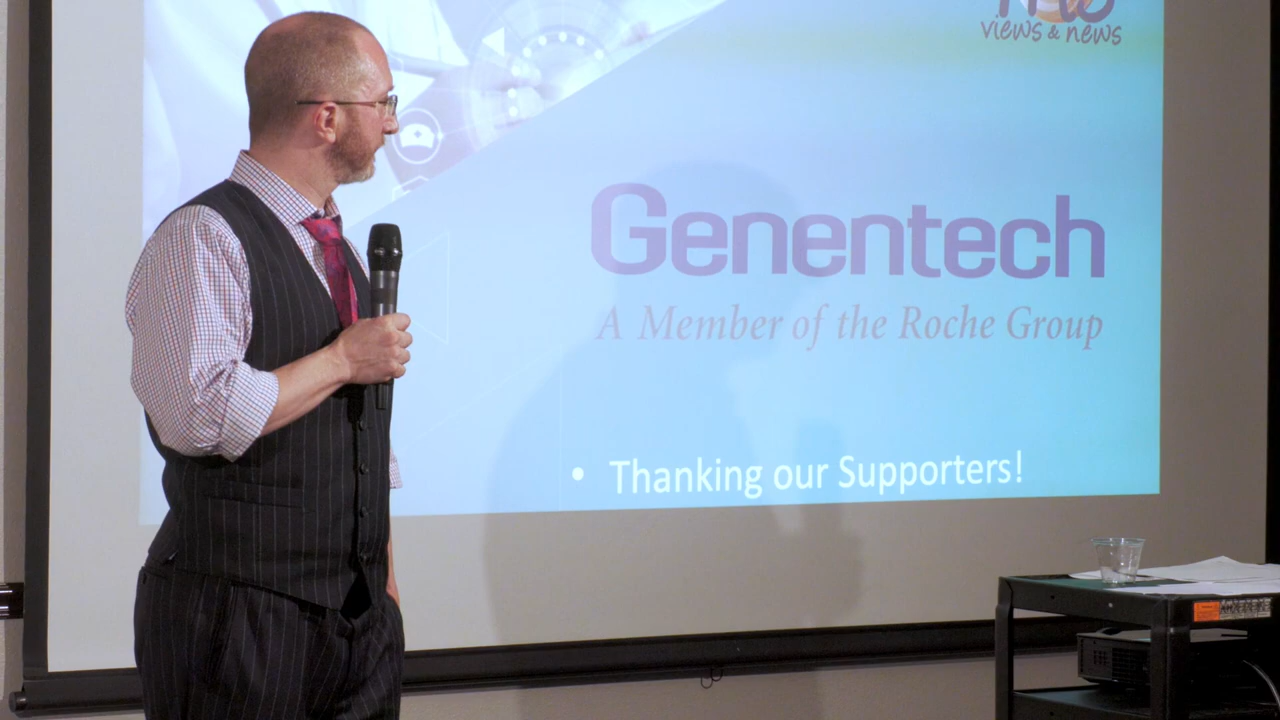 views & news
Genentech
A Member of the Roche Group
• Thanking our Supporters!